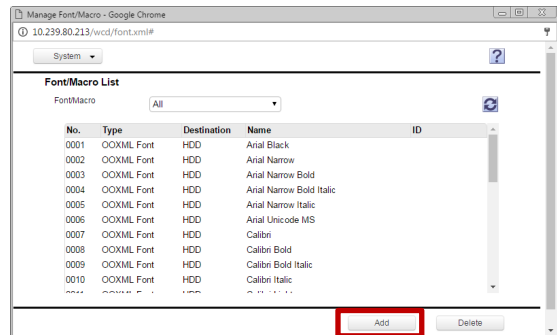 Manage Font/Macro - Google Chrome
10.239.80.213/wcd/font.xml#
System
?
Font/Macro List
Font/Macro All
No. Type Destination Name ID
0001 OOXML Font HDD Arial Black
0002 OOXML Font HDD Arial Narrow
0003 OOXML Font HDD Arial Narrow Bold
0004 OOXML Font HDD Arial Narrow Bold Italic
0005 OOXML Font HDD Arial Narrow Italic
0006 OOXML Font HDD Arial Unicode MS
0007 OOXML Font HDD Calibri
0008 OOXML Font HDD Calibri Bold
0009 OOXML Font HDD Calibri Bold Italic
0010 OOXML Font HDD Calibri Italic
Add Delete